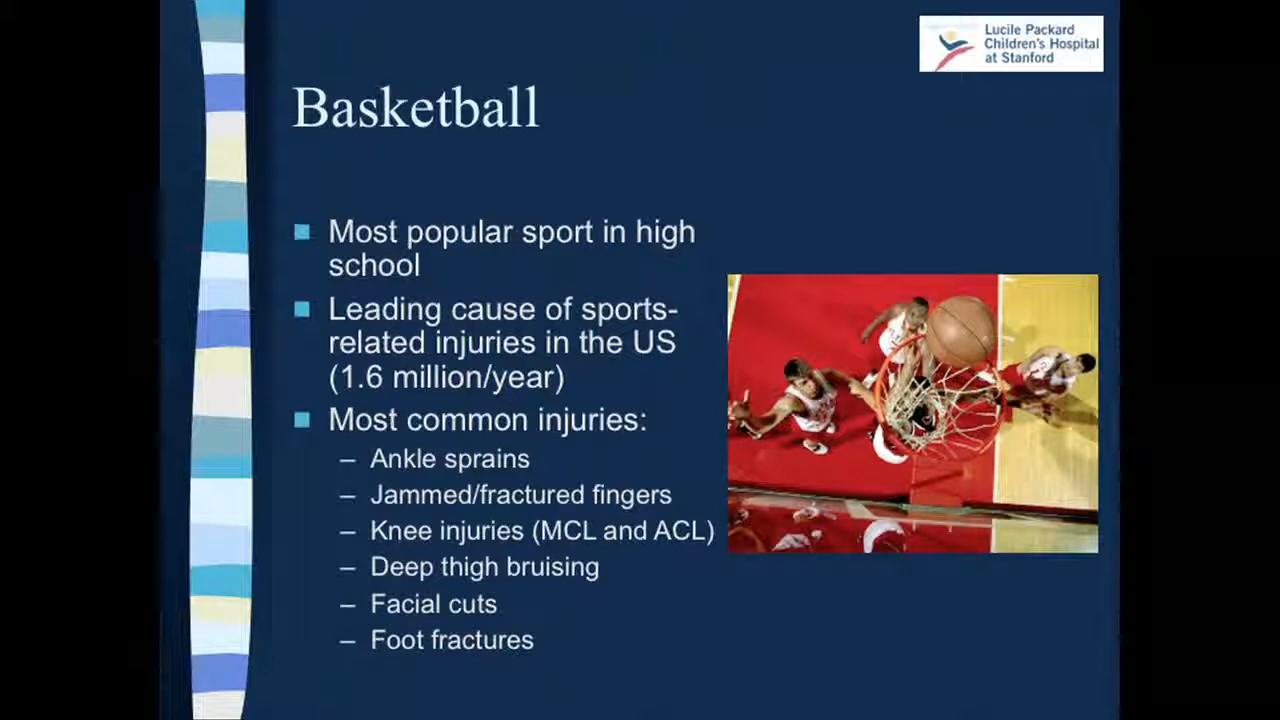 Lucile Packard
Children's Hospital
at Stanford
Basketball
Most popular sport in high
school
Leading cause of sports-
related injuries in the US
(1.6 million/year)
Most common injuries:
– Ankle sprains
– Jammed/fractured fingers
– Knee injuries (MCL and ACL)
– Deep thigh bruising
– Facial cuts
– Foot fractures